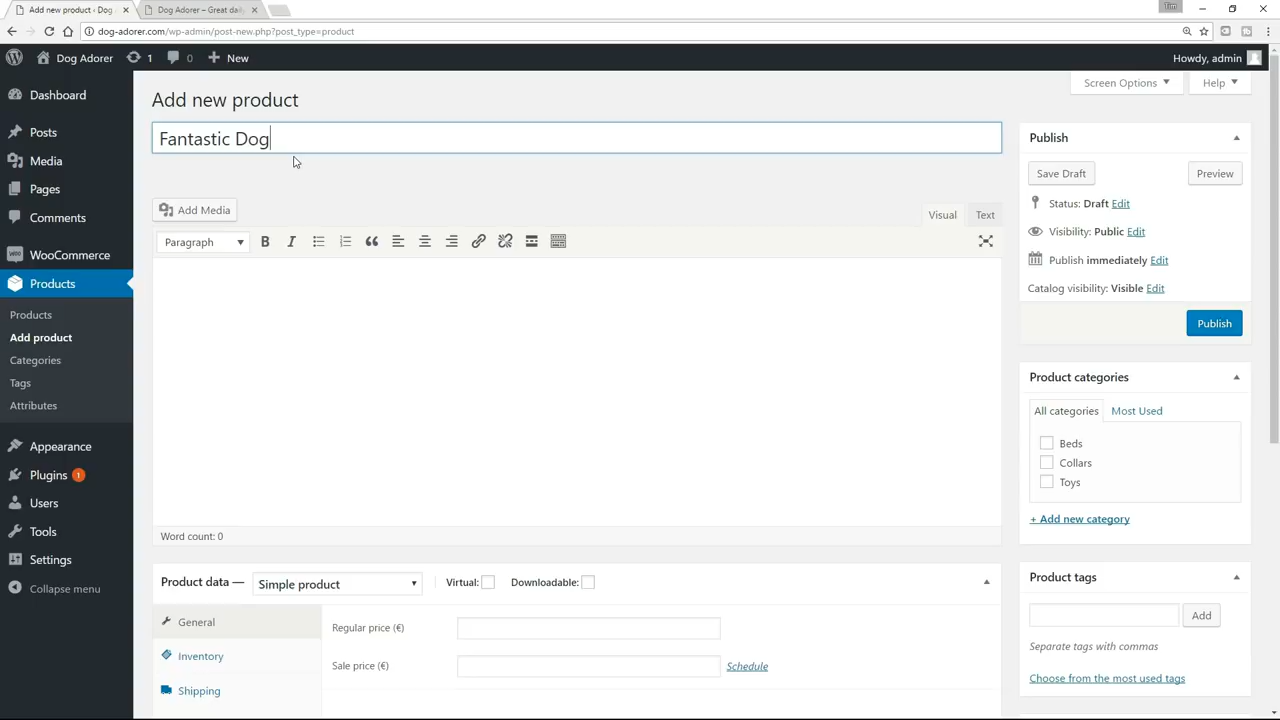 Add new product ‹ Dog
Dog Adorer – Great dail
Tim
dog-adorer.com/wp-admin/post-new.php?post_type=product
Dog Adorer
1
0
New
Howdy, admin
Screen Options
Help
Dashboard
Posts
Media
Pages
Comments
WooCommerce
Products
Products
Add product
Categories
Tags
Attributes
Appearance
Plugins 1
Users
Tools
Settings
Collapse menu
Add new product
Fantastic Dog
Add Media
Visual
Text
Paragraph
B
I
Word count: 0
Product data —
Simple product
Virtual:
Downloadable:
General
Inventory
Shipping
Regular price (€)
Sale price (€)
Schedule
Publish
Save Draft
Preview
Status: Draft Edit
Visibility: Public Edit
Publish immediately Edit
Catalog visibility: Visible Edit
Publish
Product categories
All categories
Most Used
Beds
Collars
Toys
+ Add new category
Product tags
Add
Separate tags with commas
Choose from the most used tags